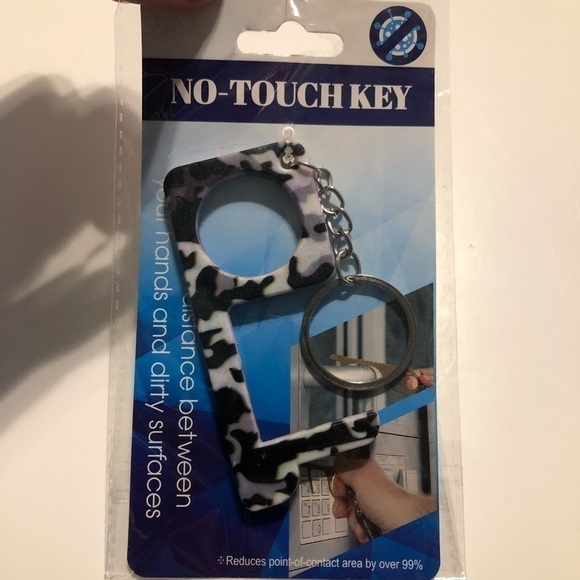 NO-TOUCH KEY
distance between
your hands and dirty surfaces
※Reduces point-of-contact area by over 99%